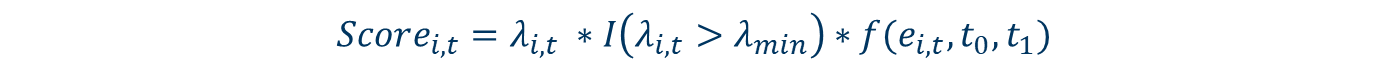 Score_{i,t} = λ_{i,t} * I(λ_{i,t} > λ_{min}) * f(e_{i,t}, t_0, t_1)